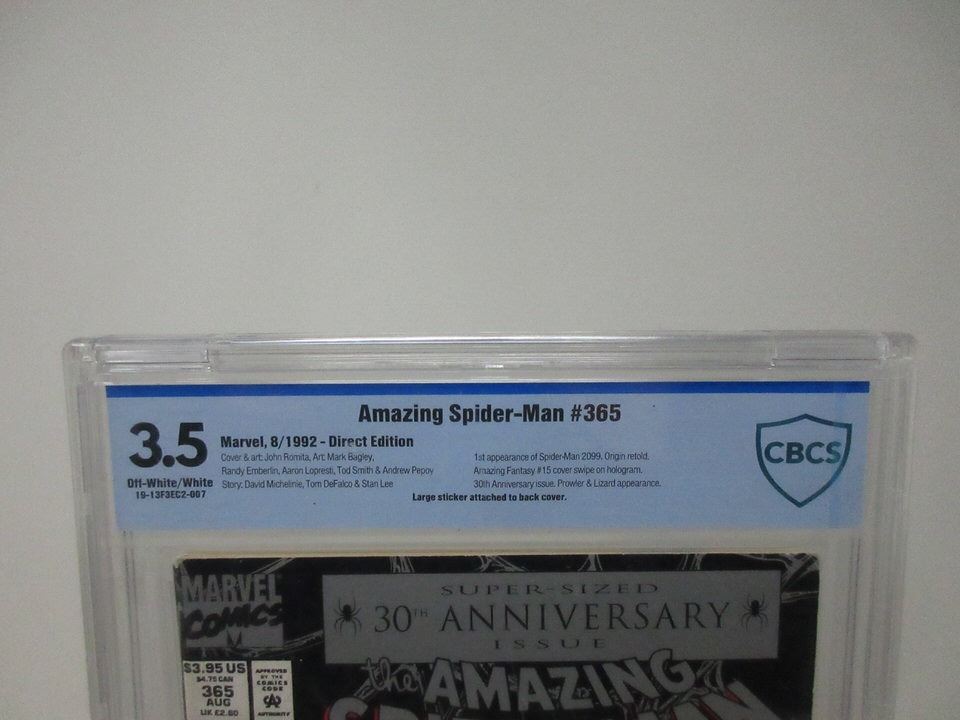 Amazing Spider-Man #365
3.5
Off-White/White
19-13F3EC2-007
Marvel, 8/1992 - Direct Edition
Cover & art: John Romita, Art: Mark Bagley,
Randy Emberlin, Aaron Lopresti, Tod Smith & Andrew Pepoy
Story: David Michelinie, Tom DeFalco & Stan Lee
1st appearance of Spider-Man 2099. Origin retold.
Amazing Fantasy #15 cover swipe on hologram.
30th Anniversary issue. Prowler & Lizard appearance.
Large sticker attached to back cover.
CBCS
MARVEL
COMICS
SUPER-SIZED
30TH ANNIVERSARY
ISSUE
$3.95 US
$4.75 CAN
365
AUG
UK £2.60
APPROVED
BY THE
COMICS
CODE
CA
AUTHORITY
the AMAZING